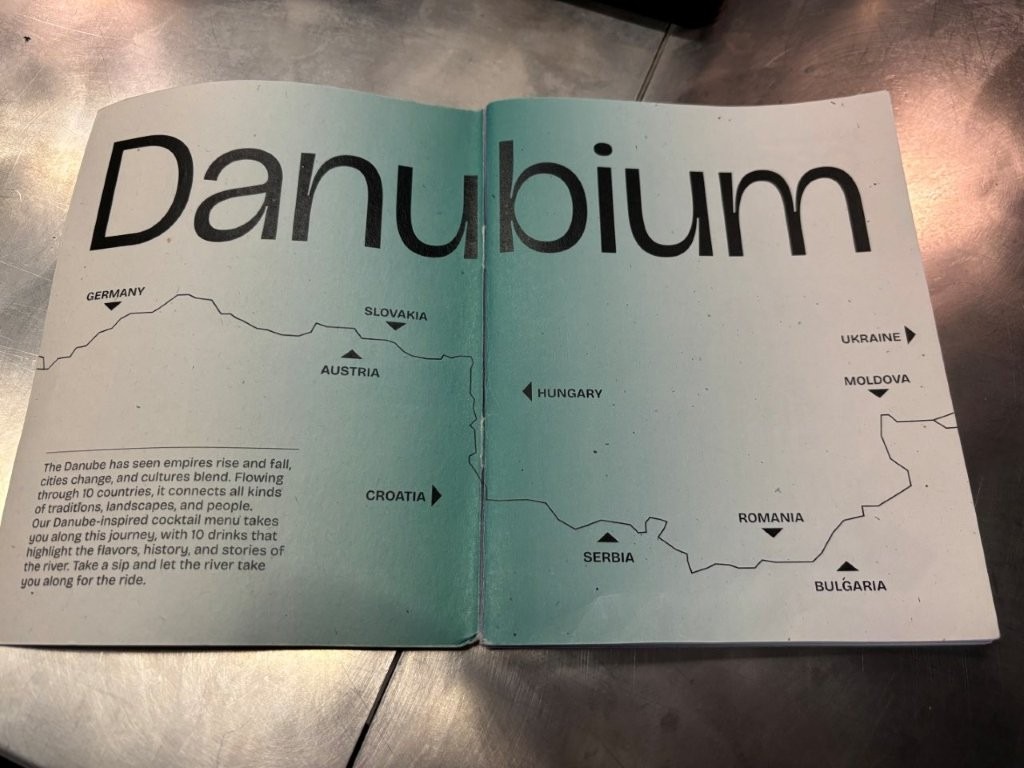 Danubium
GERMANY
SLOVAKIA
AUSTRIA
UKRAINE
MOLDOVA
HUNGARY
CROATIA
ROMANIA
SERBIA
BULGARIA
The Danube has seen empires rise and fall,
cities change, and cultures blend. Flowing
through 10 countries, it connects all kinds
of traditions, landscapes, and people.
Our Danube-inspired cocktail menu takes
you along this journey, with 10 drinks that
highlight the flavors, history, and stories of
the river. Take a sip and let the river take
you along for the ride.